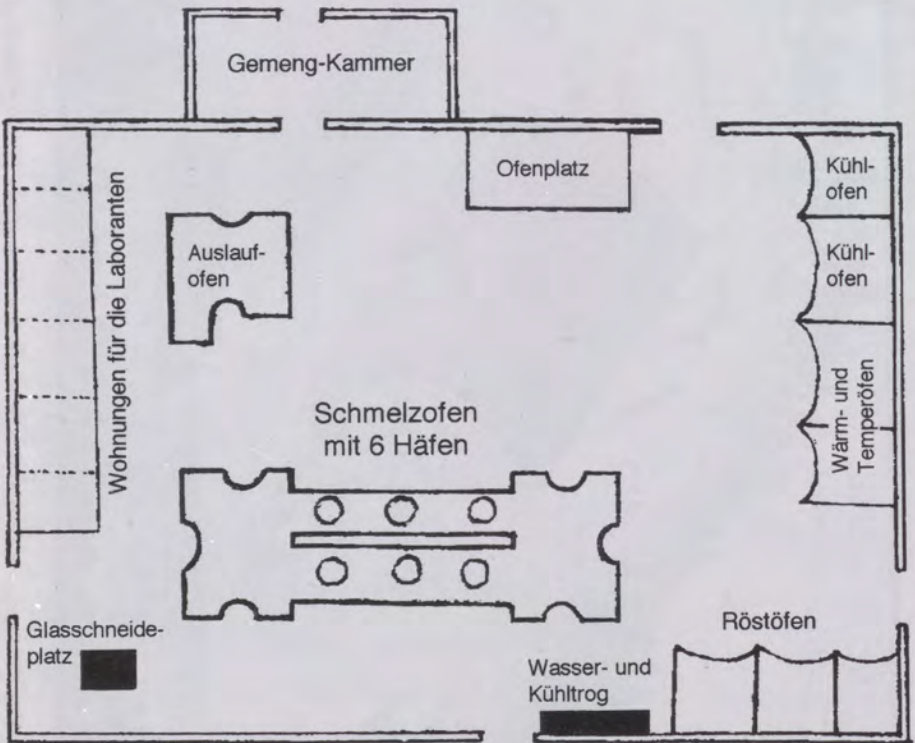 Gemeng-Kammer
Ofenplatz
Kühl-
ofen
Auslauf-
ofen
Kühl-
ofen
Wohnungen für die Laboranten
Wärm- und
Temperöfen
Schmelzofen
mit 6 Häfen
Glasschneide-
platz
Röstöfen
Wasser- und
Kühltrog